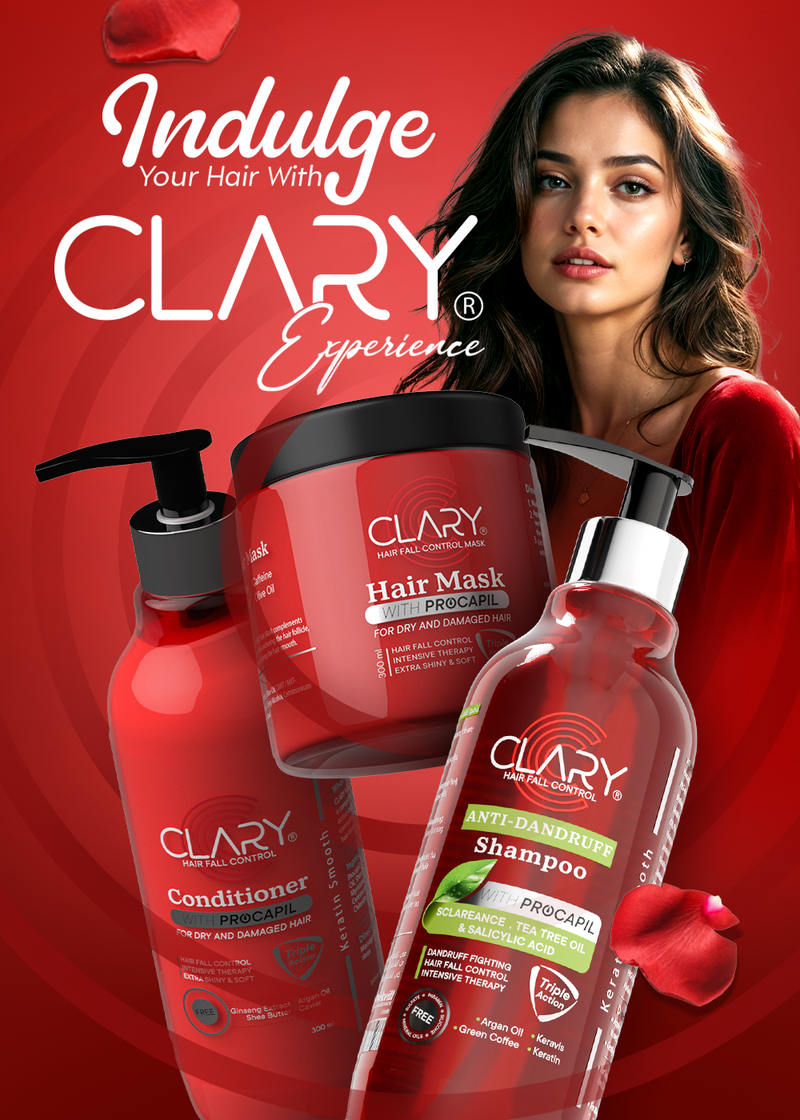 Indulge
Your Hair With
CLARY®
Experience
CLARY®
HAIR FALL CONTROL MASK
Hair Mask
WITH PROCAPIL
FOR DRY AND DAMAGED HAIR
300 ml
HAIR FALL CONTROL
INTENSIVE THERAPY
EXTRA SHINY & SOFT
CLARY®
HAIR FALL CONTROL
Conditioner
WITH PROCAPIL
FOR DRY AND DAMAGED HAIR
HAIR FALL CONTROL
INTENSIVE THERAPY
EXTRA SHINY & SOFT
Triple
Action
FREE
Ginseng Extract Argan Oil
Shea Butter Caviar
300 ml
Keratin Smooth
CLARY®
HAIR FALL CONTROL
ANTI-DANDRUFF
Shampoo
WITH PROCAPIL
SCLAREANCE . TEA TREE OIL
& SALICYLIC ACID
DANDRUFF FIGHTING
HAIR FALL CONTROL
INTENSIVE THERAPY
Triple
Action
FREE
• Argan Oil • Keravis
• Green Coffee • Keratin